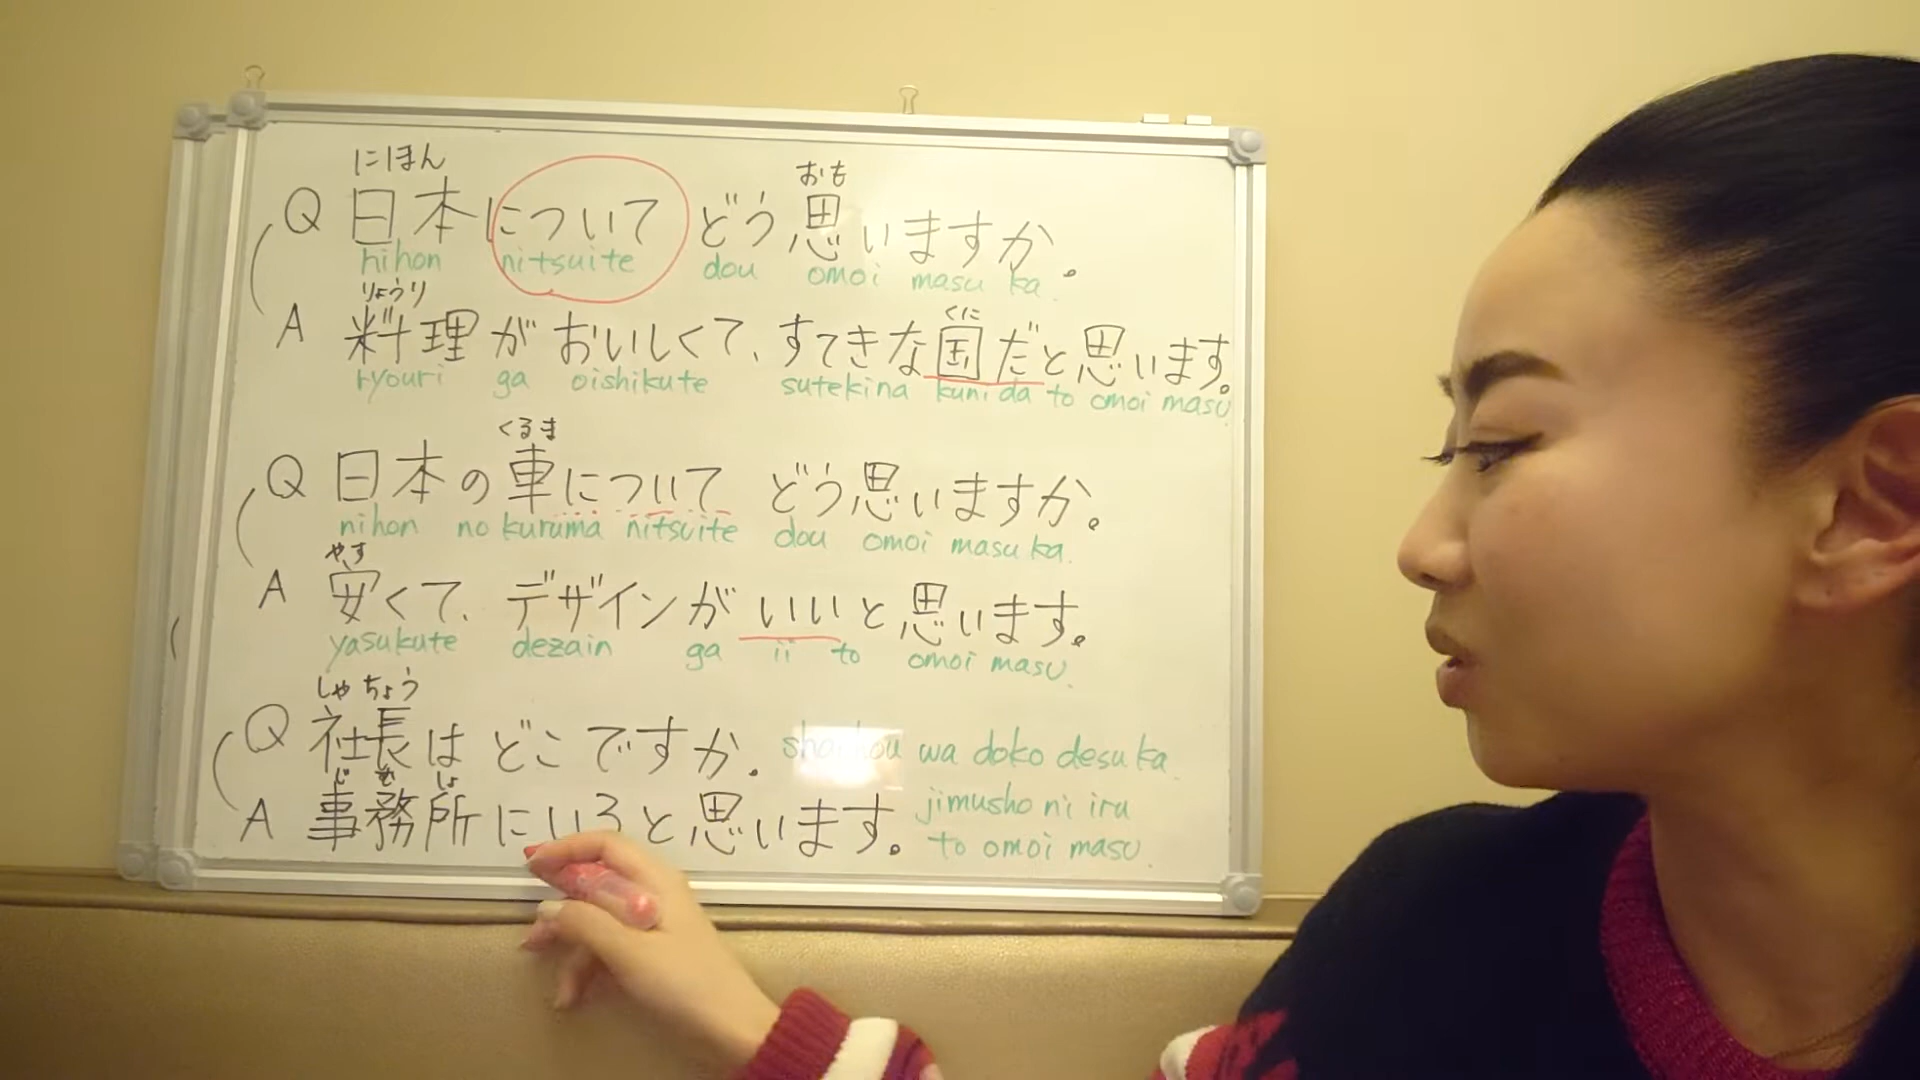 にほん おも
Q 日本について どう思いますか。
nihon nitsuite dou omoi masu ka.
りょうり くに
A 料理が おいしくて、すてきな国だと思います。
ryouri ga oishikute sutekina kuni da to omoi masu
くるま
Q 日本の車について どう思いますか。
nihon no kuruma nitsuite dou omoi masu ka.
やす
A 安くて、デザインが いいと思います。
yasukute dezain ga ii to omoi masu.
しゃちょう
Q 社長は どこですか。 wa doko desu ka.
じむしょ
A 事務所にいると思います。 jimusho ni iru
to omoi masu.